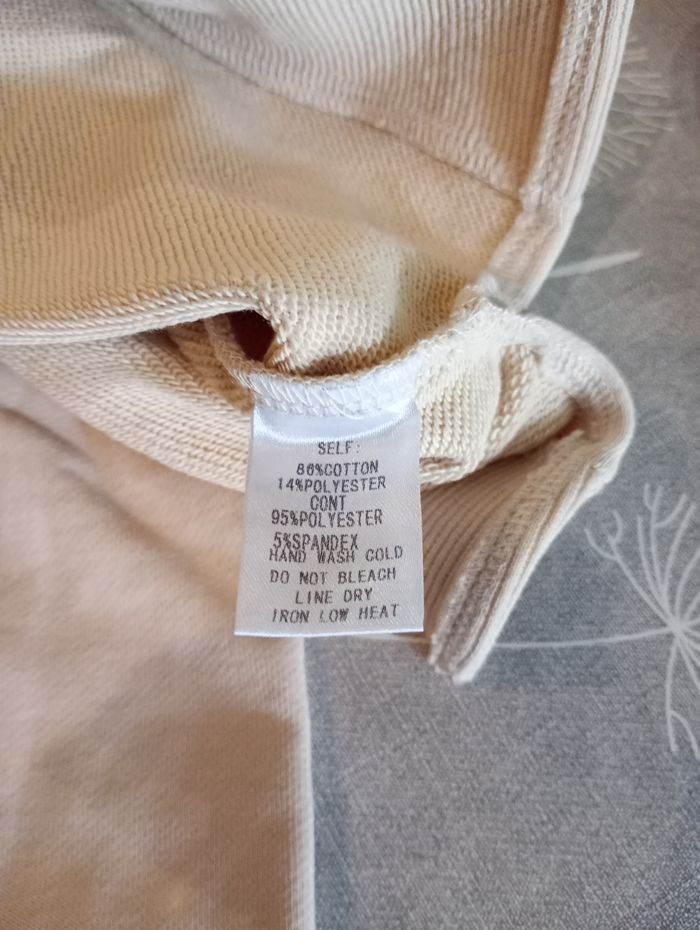 SELF:
86%COTTON
14%POLYESTER
CONT
95%POLYESTER
5%SPANDEX
HAND WASH COLD
DO NOT BLEACH
LINE DRY
IRON LOW HEAT